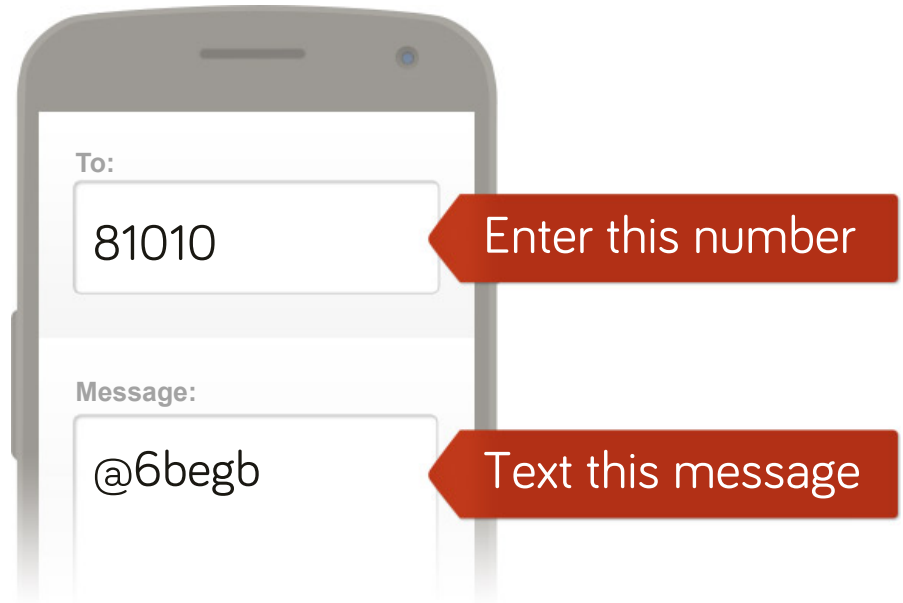 To:
81010
Enter this number
Message:
@6begb
Text this message